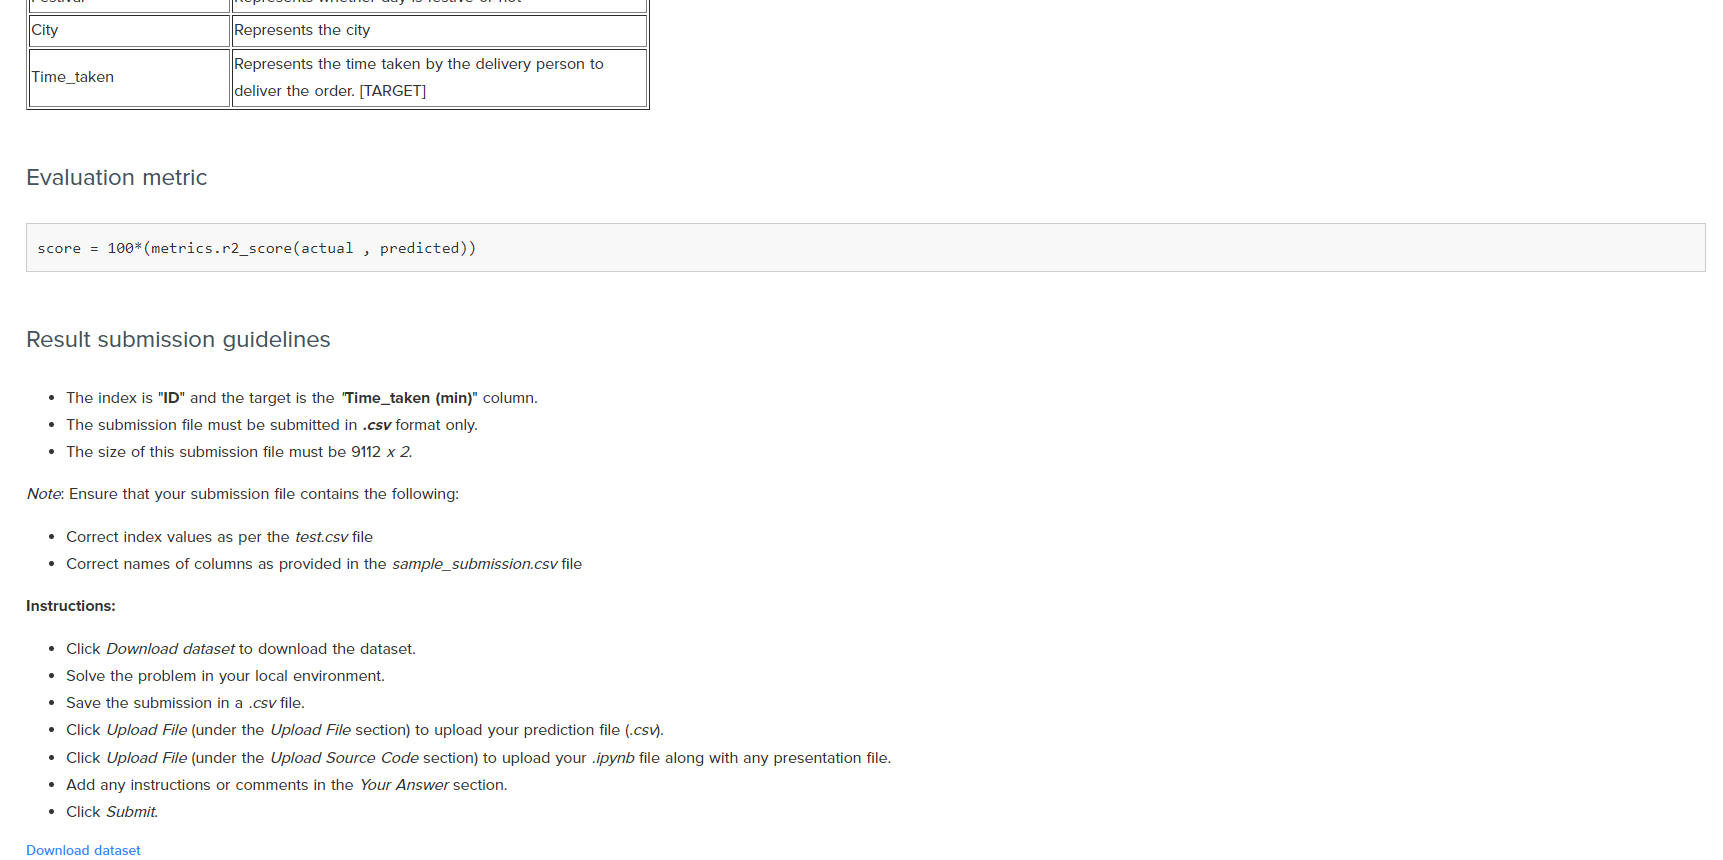 City
Represents the city
Time_taken
Represents the time taken by the delivery person to
deliver the order. [TARGET]
Evaluation metric
score = 100*(metrics.r2_score(actual , predicted))
Result submission guidelines
• The index is "ID" and the target is the "Time_taken (min)" column.
• The submission file must be submitted in .csv format only.
• The size of this submission file must be 9112 x 2.
Note: Ensure that your submission file contains the following:
• Correct index values as per the test.csv file
• Correct names of columns as provided in the sample_submission.csv file
Instructions:
• Click Download dataset to download the dataset.
• Solve the problem in your local environment.
• Save the submission in a .csv file.
• Click Upload File (under the Upload File section) to upload your prediction file (.csv).
• Click Upload File (under the Upload Source Code section) to upload your .ipynb file along with any presentation file.
• Add any instructions or comments in the Your Answer section.
• Click Submit.
Download dataset